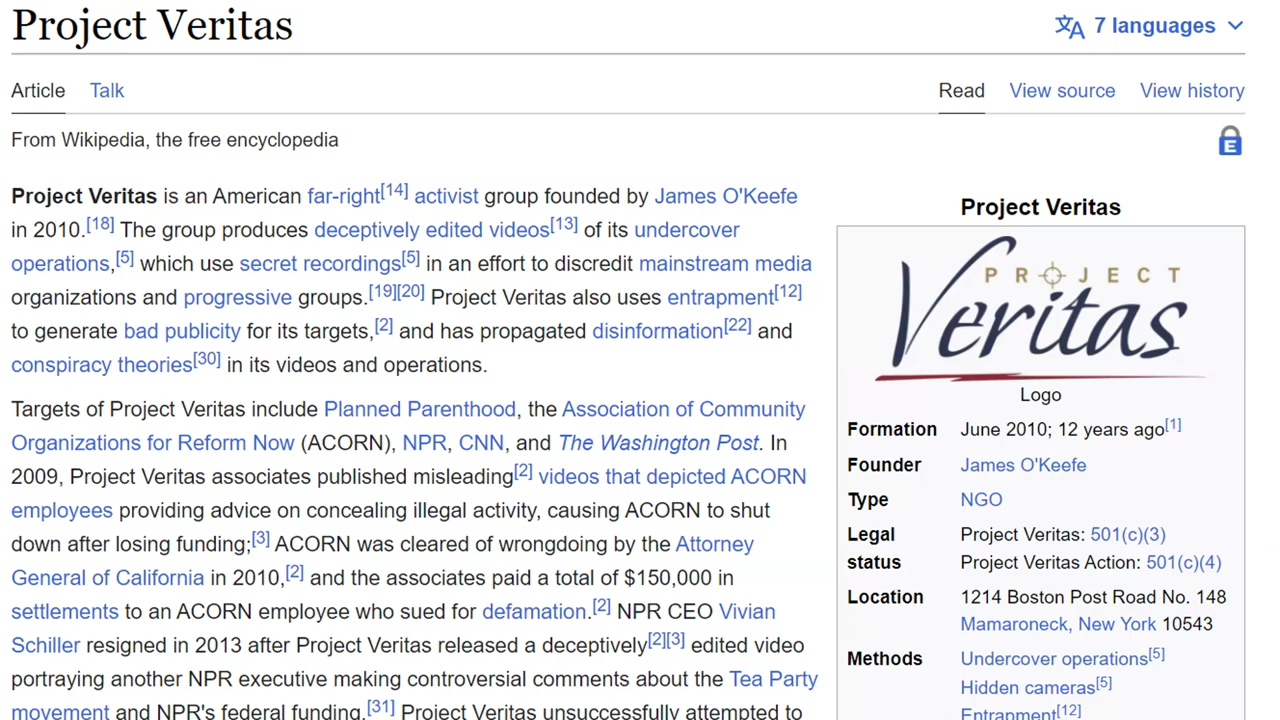 Project Veritas
7 languages
Article Talk Read View source View history
From Wikipedia, the free encyclopedia
E
Project Veritas is an American far-right[14] activist group founded by James O'Keefe
in 2010.[18] The group produces deceptively edited videos[13] of its undercover
operations,[5] which use secret recordings[5] in an effort to discredit mainstream media
organizations and progressive groups.[19][20] Project Veritas also uses entrapment[12]
to generate bad publicity for its targets,[2] and has propagated disinformation[22] and
conspiracy theories[30] in its videos and operations.
Targets of Project Veritas include Planned Parenthood, the Association of Community
Organizations for Reform Now (ACORN), NPR, CNN, and The Washington Post. In
2009, Project Veritas associates published misleading[2] videos that depicted ACORN
employees providing advice on concealing illegal activity, causing ACORN to shut
down after losing funding;[3] ACORN was cleared of wrongdoing by the Attorney
General of California in 2010,[2] and the associates paid a total of $150,000 in
settlements to an ACORN employee who sued for defamation.[2] NPR CEO Vivian
Schiller resigned in 2013 after Project Veritas released a deceptively[2][3] edited video
portraying another NPR executive making controversial comments about the Tea Party
movement and NPR's federal funding.[31] Project Veritas unsuccessfully attempted to
Project Veritas
PROJECT
Veritas
Logo
Formation June 2010; 12 years ago[1]
Founder James O'Keefe
Type NGO
Legal Project Veritas: 501(c)(3)
status Project Veritas Action: 501(c)(4)
Location 1214 Boston Post Road No. 148
Mamaroneck, New York 10543
Methods Undercover operations[5]
Hidden cameras[5]
Entrapment[12]